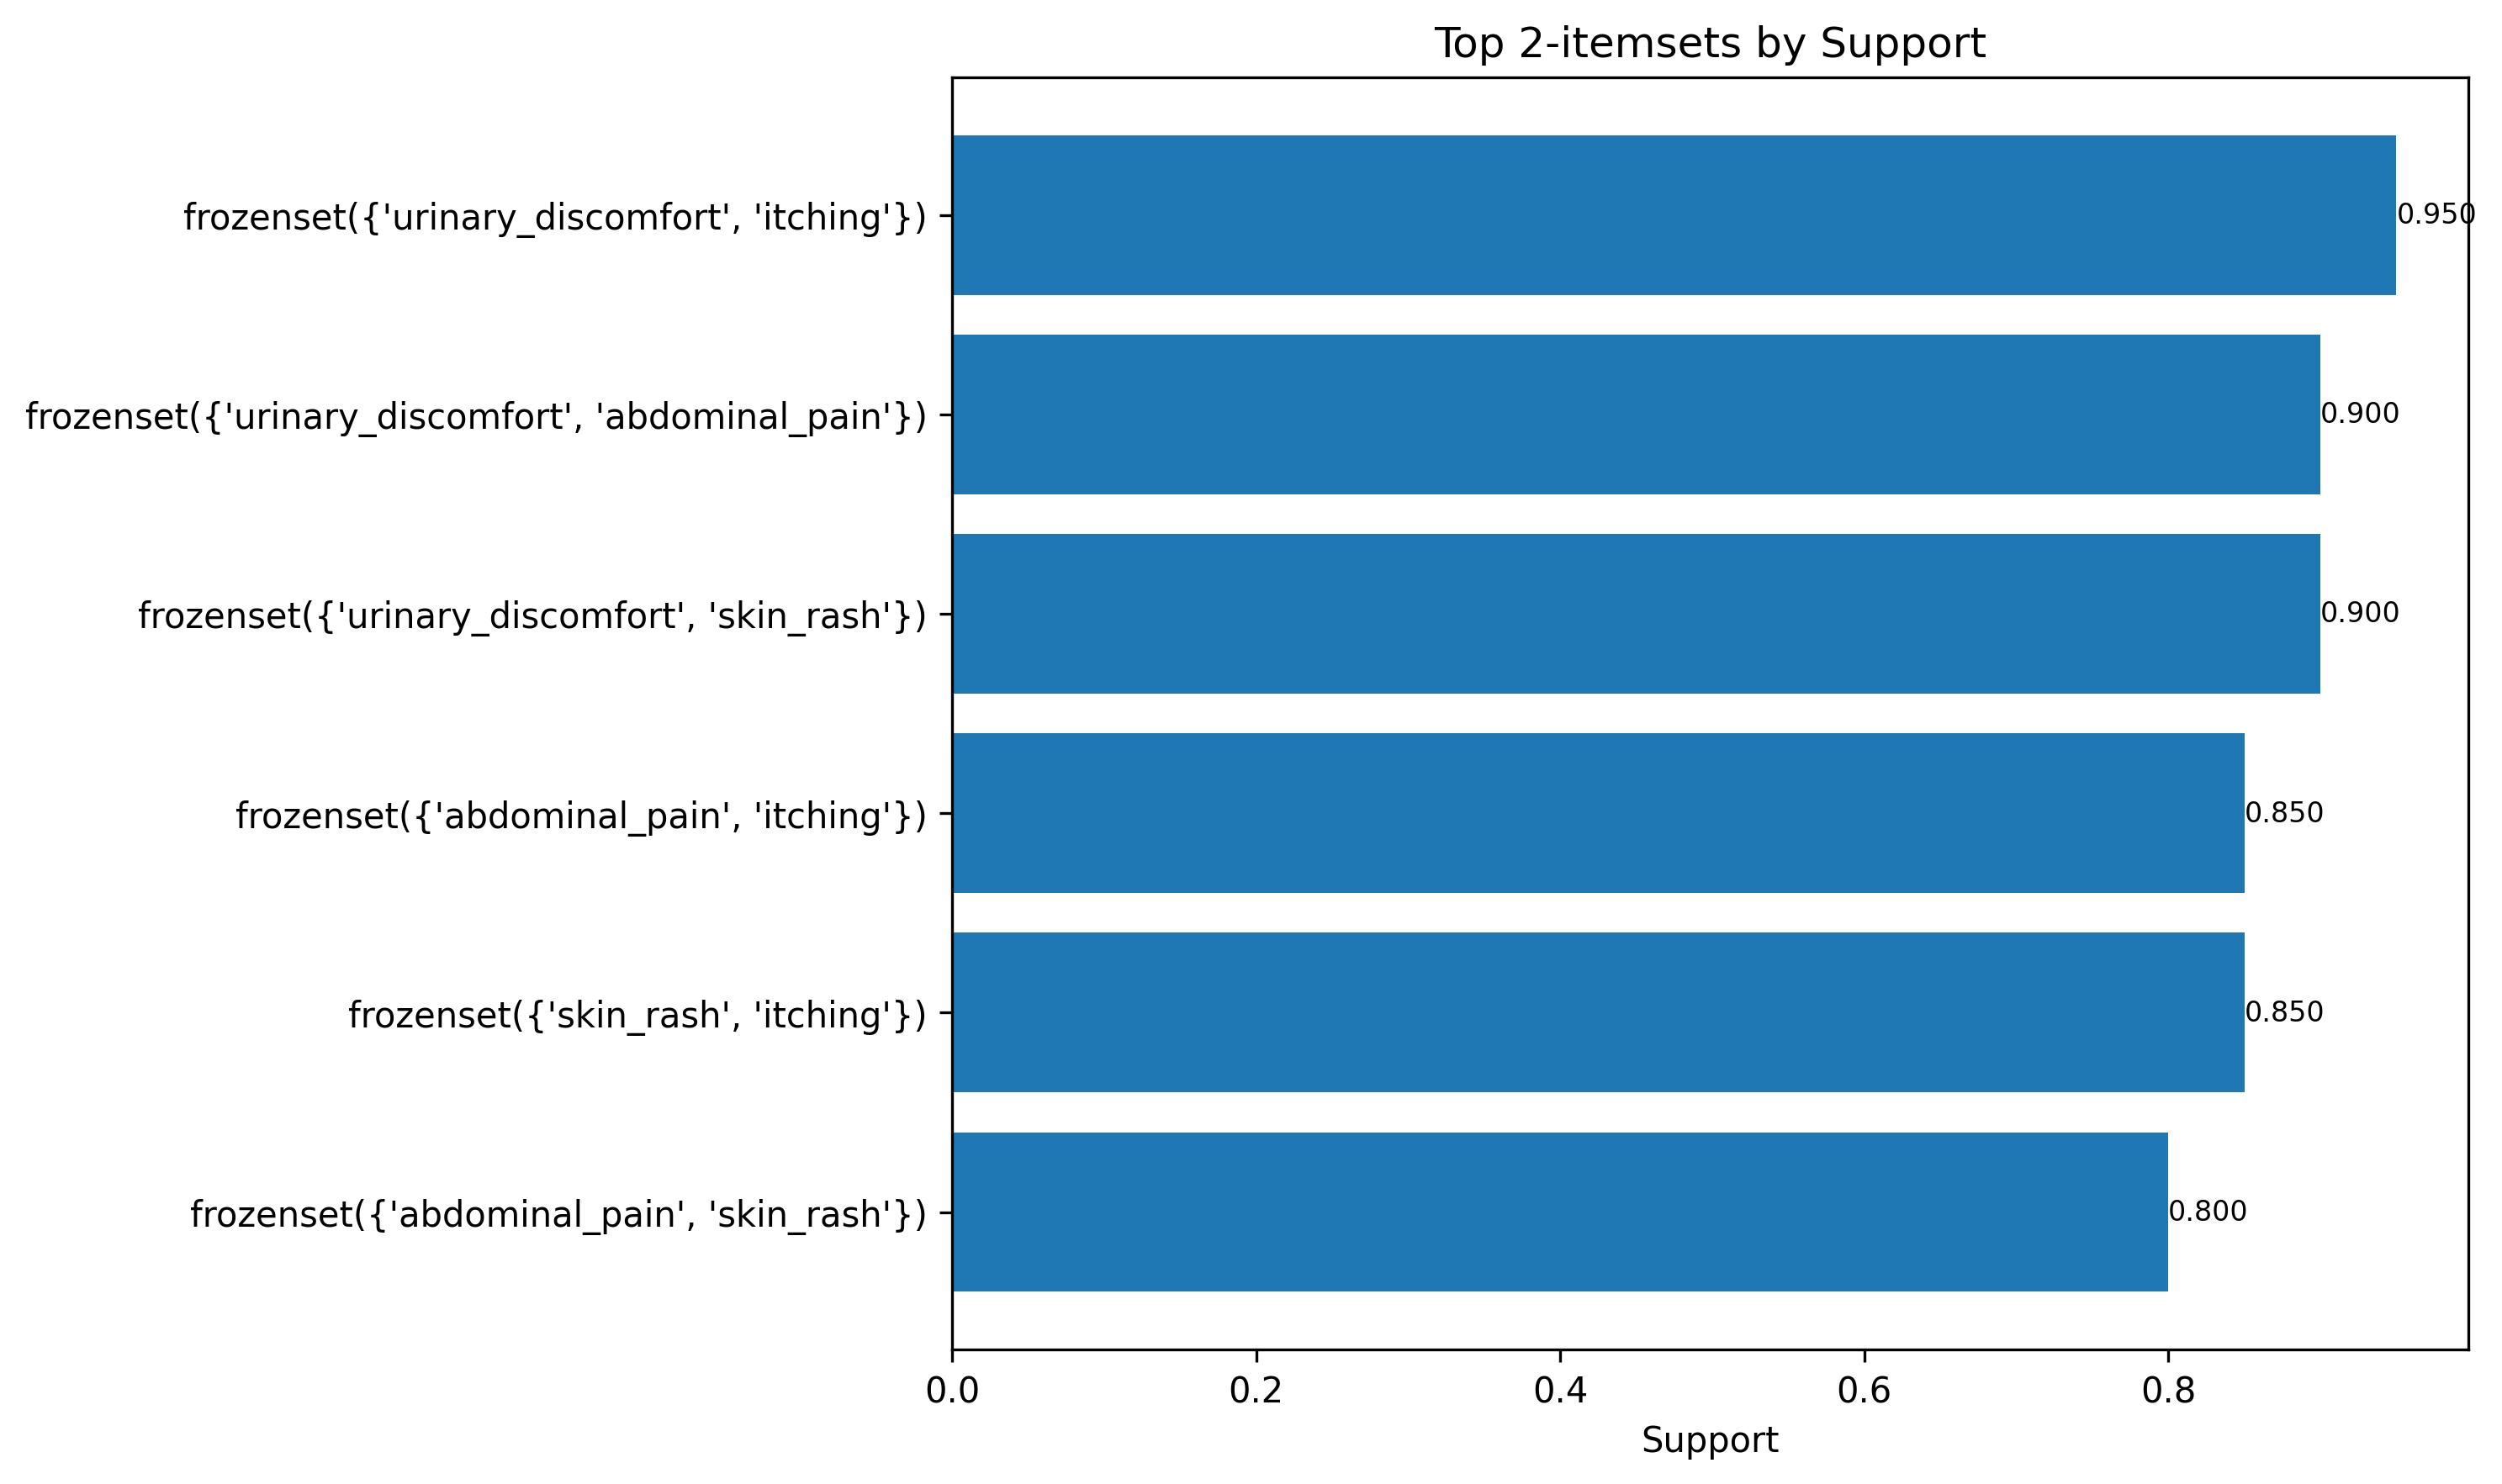 Top 2-itemsets by Support
frozenset({'urinary_discomfort', 'itching'})
0.950
frozenset({'urinary_discomfort', 'abdominal_pain'})
0.900
frozenset({'urinary_discomfort', 'skin_rash'})
0.900
frozenset({'abdominal_pain', 'itching'})
0.850
frozenset({'skin_rash', 'itching'})
0.850
frozenset({'abdominal_pain', 'skin_rash'})
0.800
0.0 0.2 0.4 0.6 0.8
Support